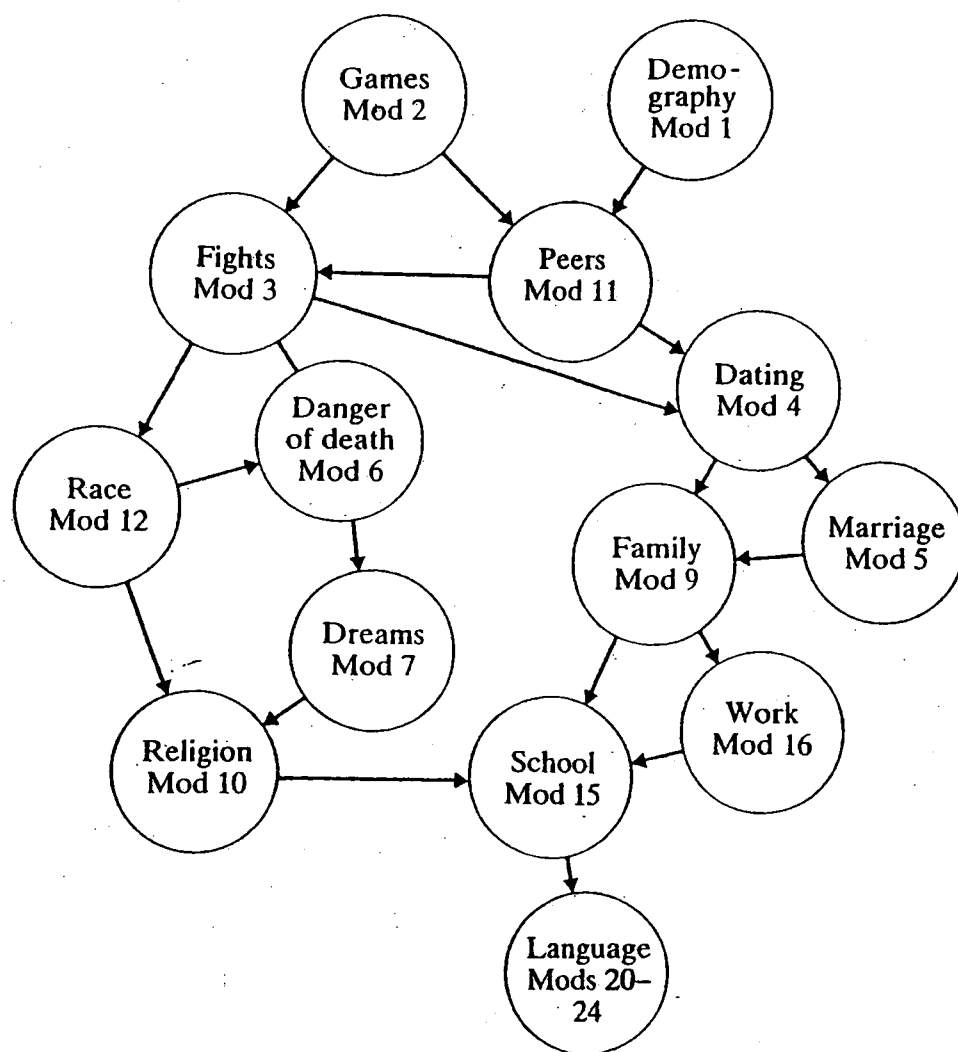 Games
Mod 2
Demo-
graphy
Mod 1
Fights
Mod 3
Peers
Mod 11
Dating
Mod 4
Danger
of death
Mod 6
Race
Mod 12
Marriage
Mod 5
Family
Mod 9
Dreams
Mod 7
Work
Mod 16
Religion
Mod 10
School
Mod 15
Language
Mods 20–
24